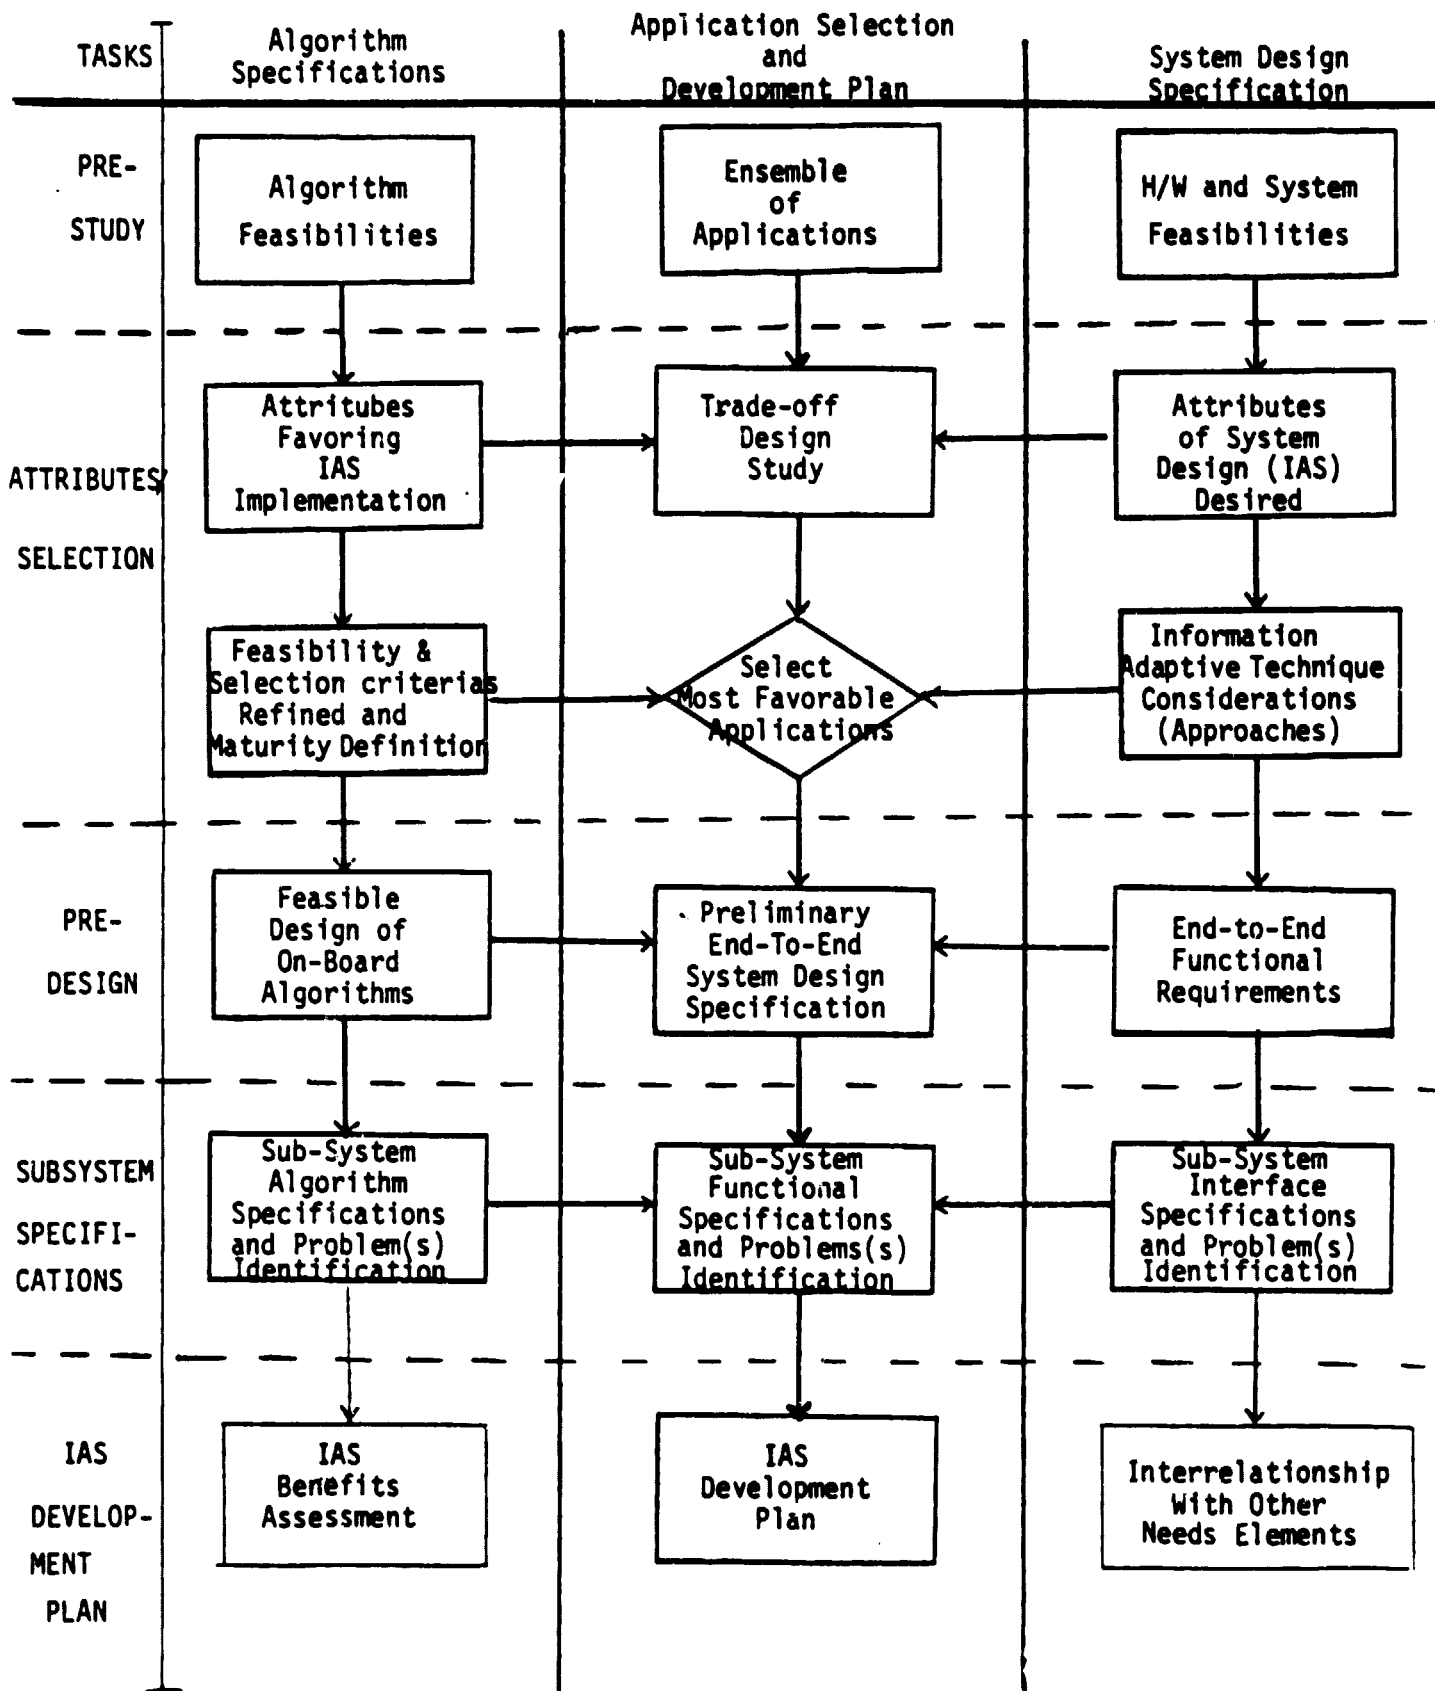 TASKS
Algorithm
Specifications
Application Selection
and
Development Plan
System Design
Specification
PRE-
STUDY
Algorithm
Feasibilities
Ensemble
of
Applications
H/W and System
Feasibilities
ATTRIBUTES/
SELECTION
Attritubes
Favoring
IAS
Implementation
Trade-off
Design
Study
Attributes
of System
Design (IAS)
Desired
Feasibility &
Selection criterias
Refined and
Maturity Definition
Select
Most Favorable
Applications
Information
Adaptive Technique
Considerations
(Approaches)
PRE-
DESIGN
Feasible
Design of
On-Board
Algorithms
Preliminary
End-To-End
System Design
Specification
End-to-End
Functional
Requirements
SUBSYSTEM
SPECIFI-
CATIONS
Sub-System
Algorithm
Specifications
and Problem(s)
Identification
Sub-System
Functional
Specifications
and Problems(s)
Identification
Sub-System
Interface
Specifications
and Problem(s)
Identification
IAS
DEVELOP-
MENT
PLAN
IAS
Benefits
Assessment
IAS
Development
Plan
Interrelationship
With Other
Needs Elements